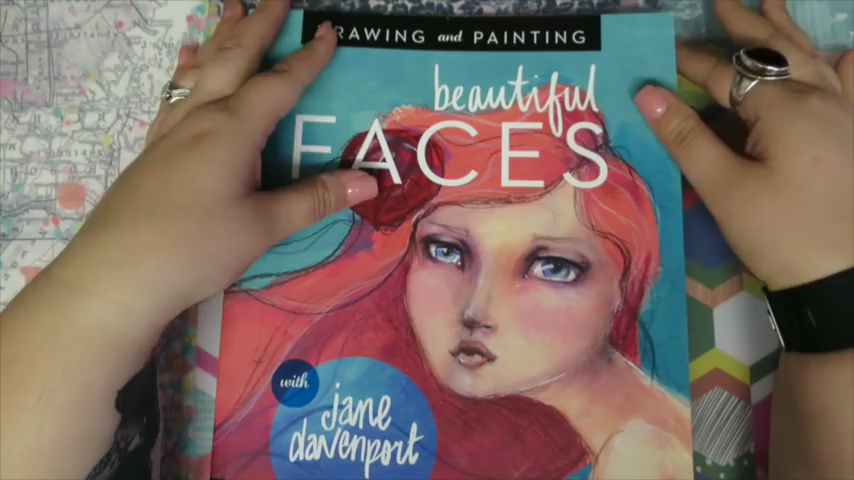 RAWING and PAINTING
beautiful
FACES
with
jane
davenport